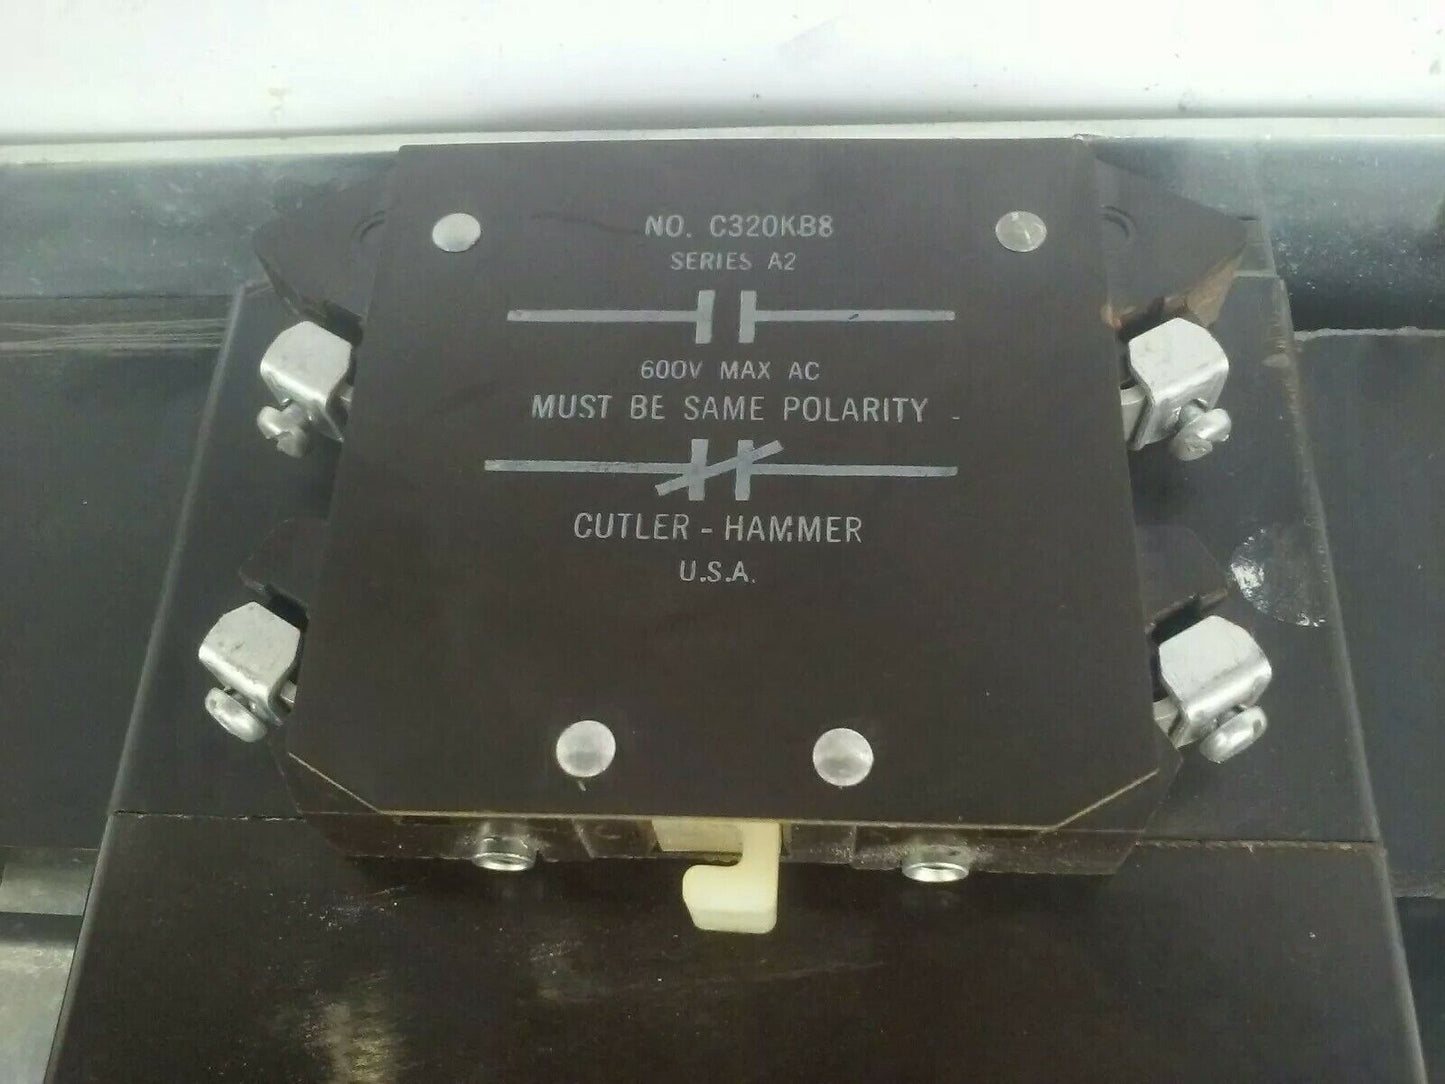 NO. C320KB8
SERIES A2
600V MAX AC
MUST BE SAME POLARITY
CUTLER-HAMMER
U.S.A.